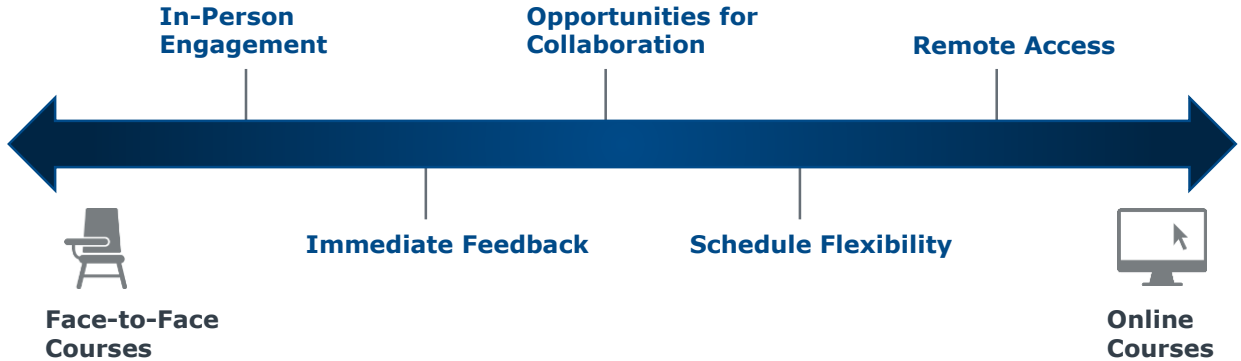 In-Person
Engagement
Opportunities for
Collaboration
Remote Access
Immediate Feedback
Schedule Flexibility
Face-to-Face
Courses
Online
Courses